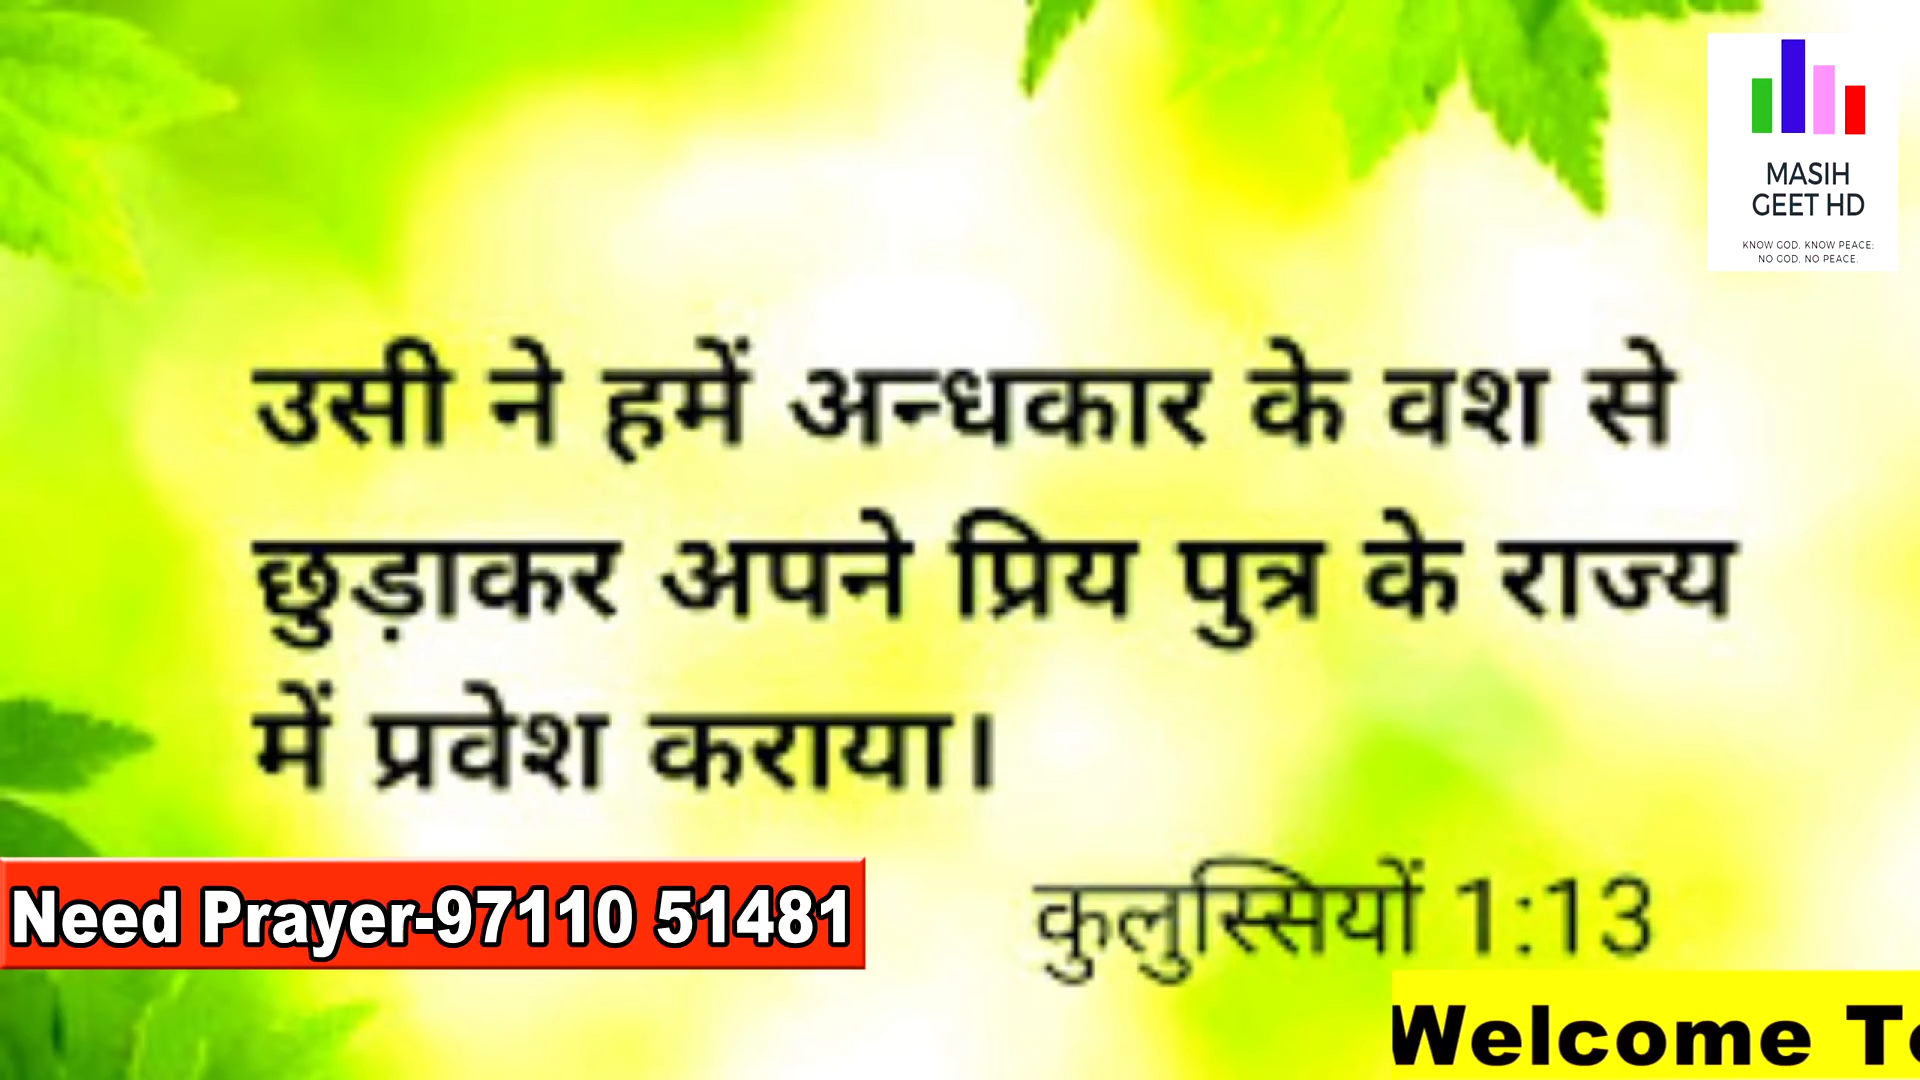 MASIH
GEET HD
KNOW GOD, KNOW PEACE;
NO GOD, NO PEACE.
उसी ने हमें अन्धकार के वश से
छुड़ाकर अपने प्रिय पुत्र के राज्य
में प्रवेश कराया।
कुलुस्सियों 1:13
Need Prayer-97110 51481
Welcome To